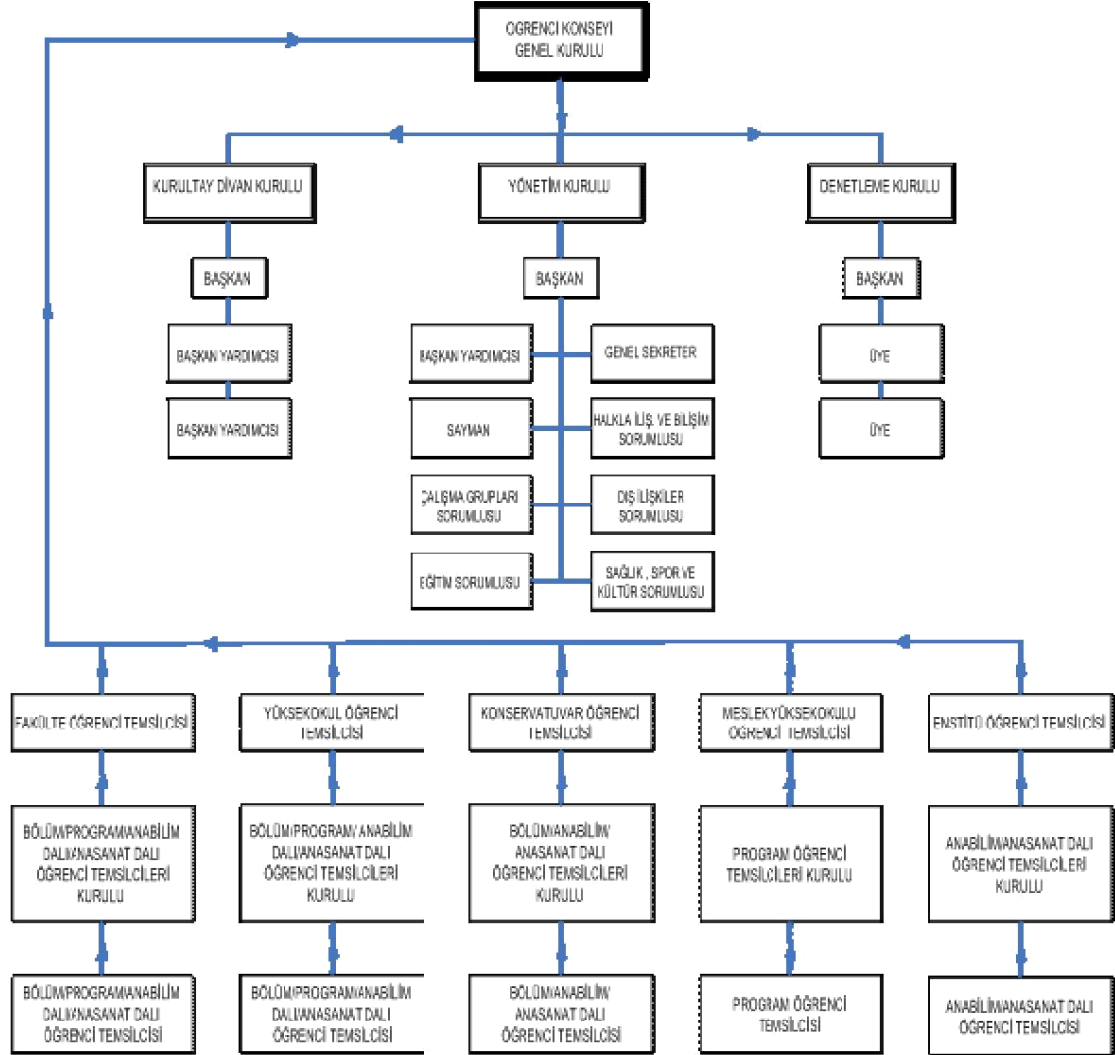 OGRENCI KONSEYI
GENEL KURULU
KURULTAY DİVAN KURULU
YÖNETİM KURULU
DENETLEME KURULU
BAŞKAN
BAŞKAN
BAŞKAN
BAŞKAN YARDIMCISI
BAŞKAN YARDIMCISI
GENEL SEKRETER
ÜYE
BAŞKAN YARDIMCISI
SAYMAN
HALKLA İLİŞ. VE BİLİŞİM
SORUMLUSU
ÜYE
ÇALIŞMA GRUPLARI
SORUMLUSU
DIŞ İLİŞKİLER
SORUMLUSU
EĞİTİM SORUMLUSU
SAĞLIK , SPOR VE
KÜLTÜR SORUMLUSU
FAKÜLTE ÖĞRENCİ TEMSİLCİSİ
YÜKSEKOKUL ÖĞRENCİ
TEMSİLCİSİ
KONSERVATUVAR ÖĞRENCİ
TEMSİLCİSİ
MESLEKYÜKSEKOKULU
ÖĞRENCİ TEMSİLCİSİ
ENSTİTÜ ÖĞRENCİ TEMSİLCİSİ
BÖLÜM/PROGRAM/ANABİLİM
DALI/ANASANAT DALI
ÖĞRENCİ TEMSİLCİLERİ
KURULU
BÖLÜM/PROGRAM/ ANABİLİM
DALI/ANASANAT DALI
ÖĞRENCİ TEMSİLCİLERİ
KURULU
BÖLÜM/ANABİLİM/
ANASANAT DALI
ÖĞRENCİ TEMSİLCİLERİ
KURULU
PROGRAM ÖĞRENCİ
TEMSİLCİLERİ KURULU
ANABİLİM/ANASANAT DALI
ÖĞRENCİ TEMSİLCİLERİ
KURULU
BÖLÜM/PROGRAM/ANABİLİM
DALI/ANASANAT DALI
ÖĞRENCİ TEMSİLCİSİ
BÖLÜM/PROGRAM/ANABİLİM
DALI/ANASANAT DALI
ÖĞRENCİ TEMSİLCİSİ
BÖLÜM/ANABİLİM/
ANASANAT DALI
ÖĞRENCİ TEMSİLCİSİ
PROGRAM ÖĞRENCİ
TEMSİLCİSİ
ANABİLİM/ANASANAT DALI
ÖĞRENCİ TEMSİLCİSİ